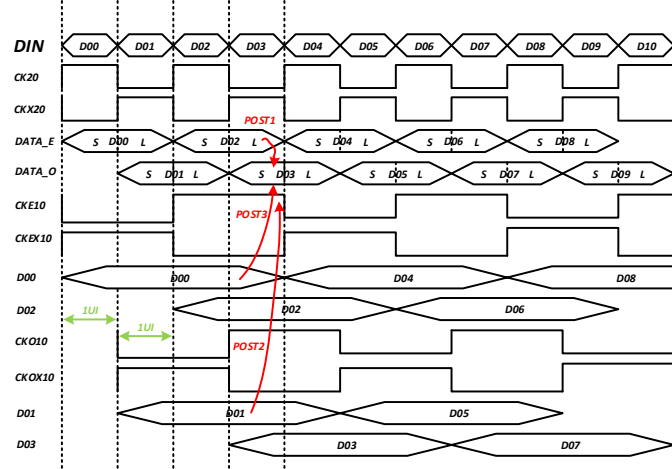 DIN D00 D01 D02 D03 D04 D05 D06 D07 D08 D09 D10
CK20
CKX20
POST1
DATA_E S D00 L S D02 L S D04 L S D06 L S D08 L
DATA_O S D01 L S D03 L S D05 L S D07 L S D09 L
CKE10
POST3
CKEX10
D00 D00 D04 D08
D02 D02 D06
1UI
1UI
CKO10
POST2
CKOX10
D01 D01 D05
D03 D03 D07